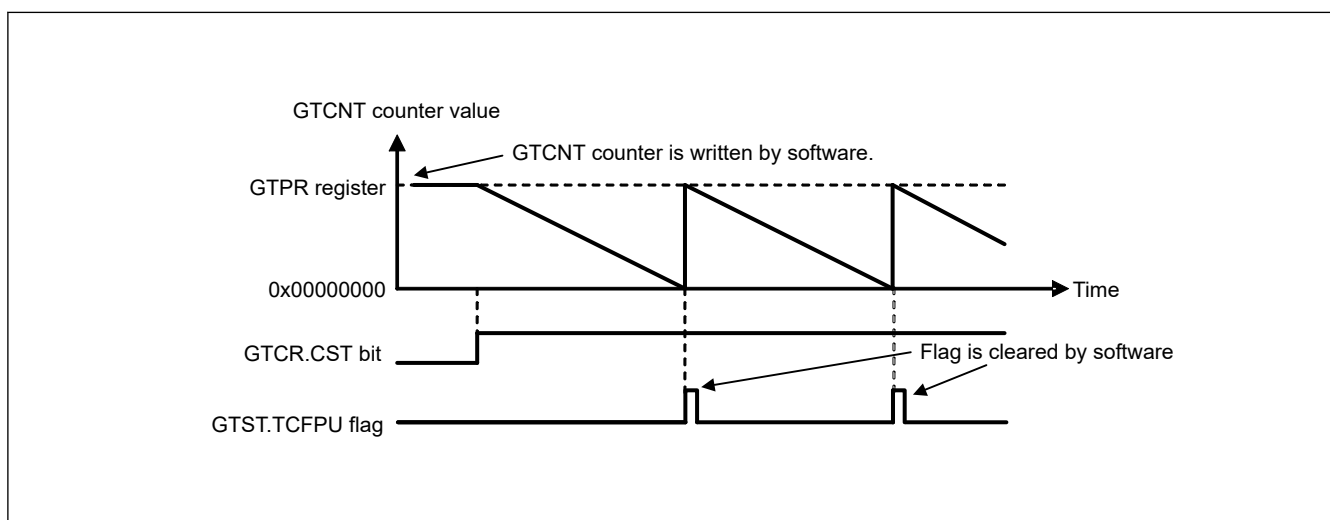 GTCNT counter value
GTCNT counter is written by software.
GTPR register
0x00000000
Time
GTCR.CST bit
Flag is cleared by software
GTST.TCFPU flag